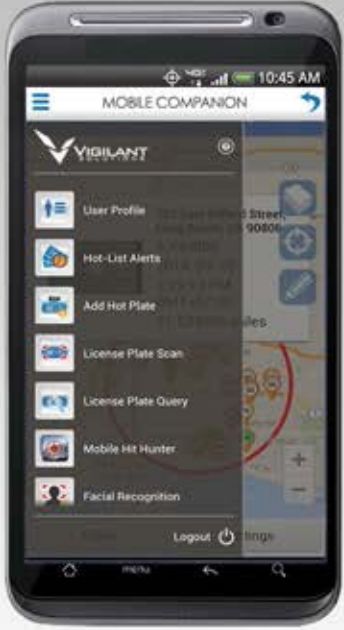 10:45 AM
MOBILE COMPANION
VIGILANT
SOLUTIONS
User Profile
Hot-List Alerts
Add Hot Plate
License Plate Scan
License Plate Query
Mobile Hit Hunter
Facial Recognition
Logout
menu